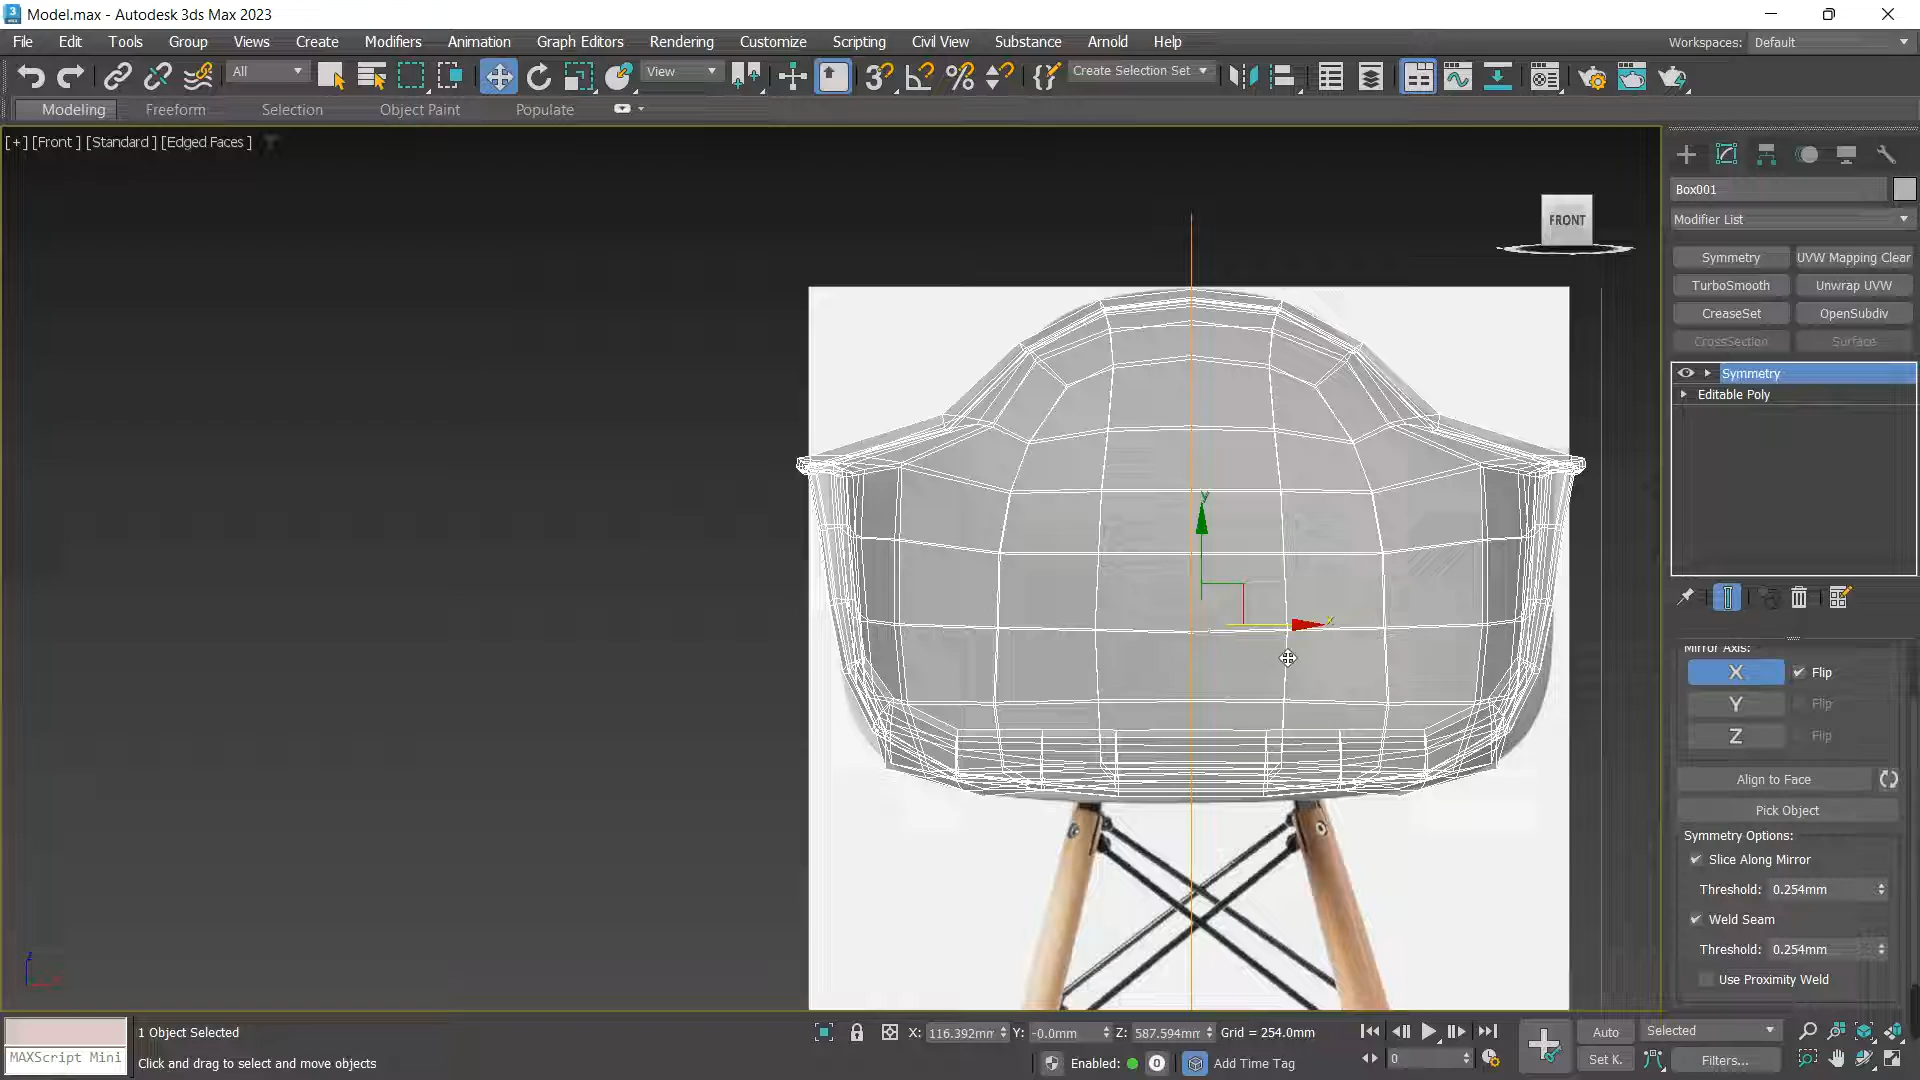 Model.max - Autodesk 3ds Max 2023
File Edit Tools Group Views Create Modifiers Animation Graph Editors Rendering Customize Scripting Civil View Substance Arnold Help
Workspaces: Default
All View Create Selection Set
Modeling Freeform Selection Object Paint Populate
[+] [Front ] [Standard ] [Edged Faces ]
FRONT
y
x
Box001
Modifier List
Symmetry UVW Mapping Clear
TurboSmooth Unwrap UVW
CreaseSet OpenSubdiv
CrossSection Surface
Symmetry
Editable Poly
Mirror Axis:
X Flip
Y Flip
Z Flip
Align to Face
Pick Object
Symmetry Options:
Slice Along Mirror
Threshold: 0.254mm
Weld Seam
Threshold: 0.254mm
Use Proximity Weld
MAXScript Mini
1 Object Selected
Click and drag to select and move objects
X: 116.392mm Y: -0.0mm Z: 587.594mm Grid = 254.0mm
Enabled: 0 Add Time Tag
0
Auto Selected
Set K. Filters...